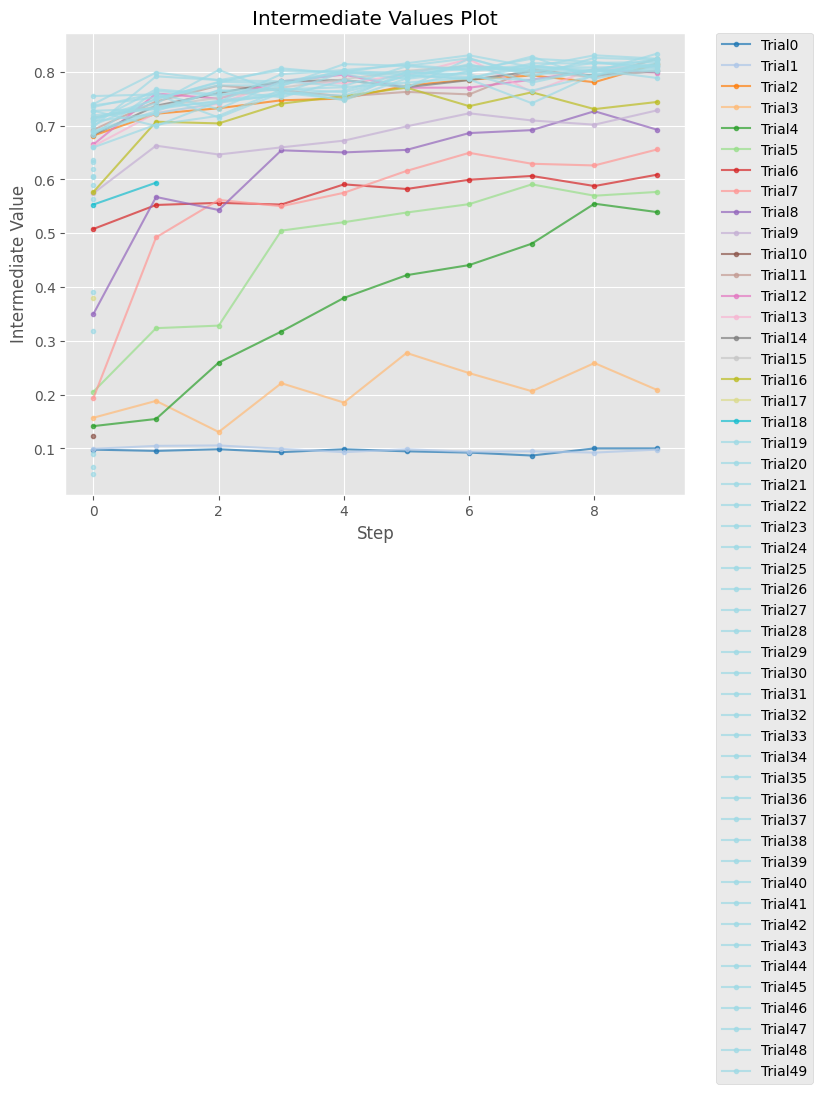 Intermediate Values Plot
Intermediate Value
0.8
0.7
0.6
0.5
0.4
0.3
0.2
0.1
0 2 4 6 8
Step
Trial0
Trial1
Trial2
Trial3
Trial4
Trial5
Trial6
Trial7
Trial8
Trial9
Trial10
Trial11
Trial12
Trial13
Trial14
Trial15
Trial16
Trial17
Trial18
Trial19
Trial20
Trial21
Trial22
Trial23
Trial24
Trial25
Trial26
Trial27
Trial28
Trial29
Trial30
Trial31
Trial32
Trial33
Trial34
Trial35
Trial36
Trial37
Trial38
Trial39
Trial40
Trial41
Trial42
Trial43
Trial44
Trial45
Trial46
Trial47
Trial48
Trial49